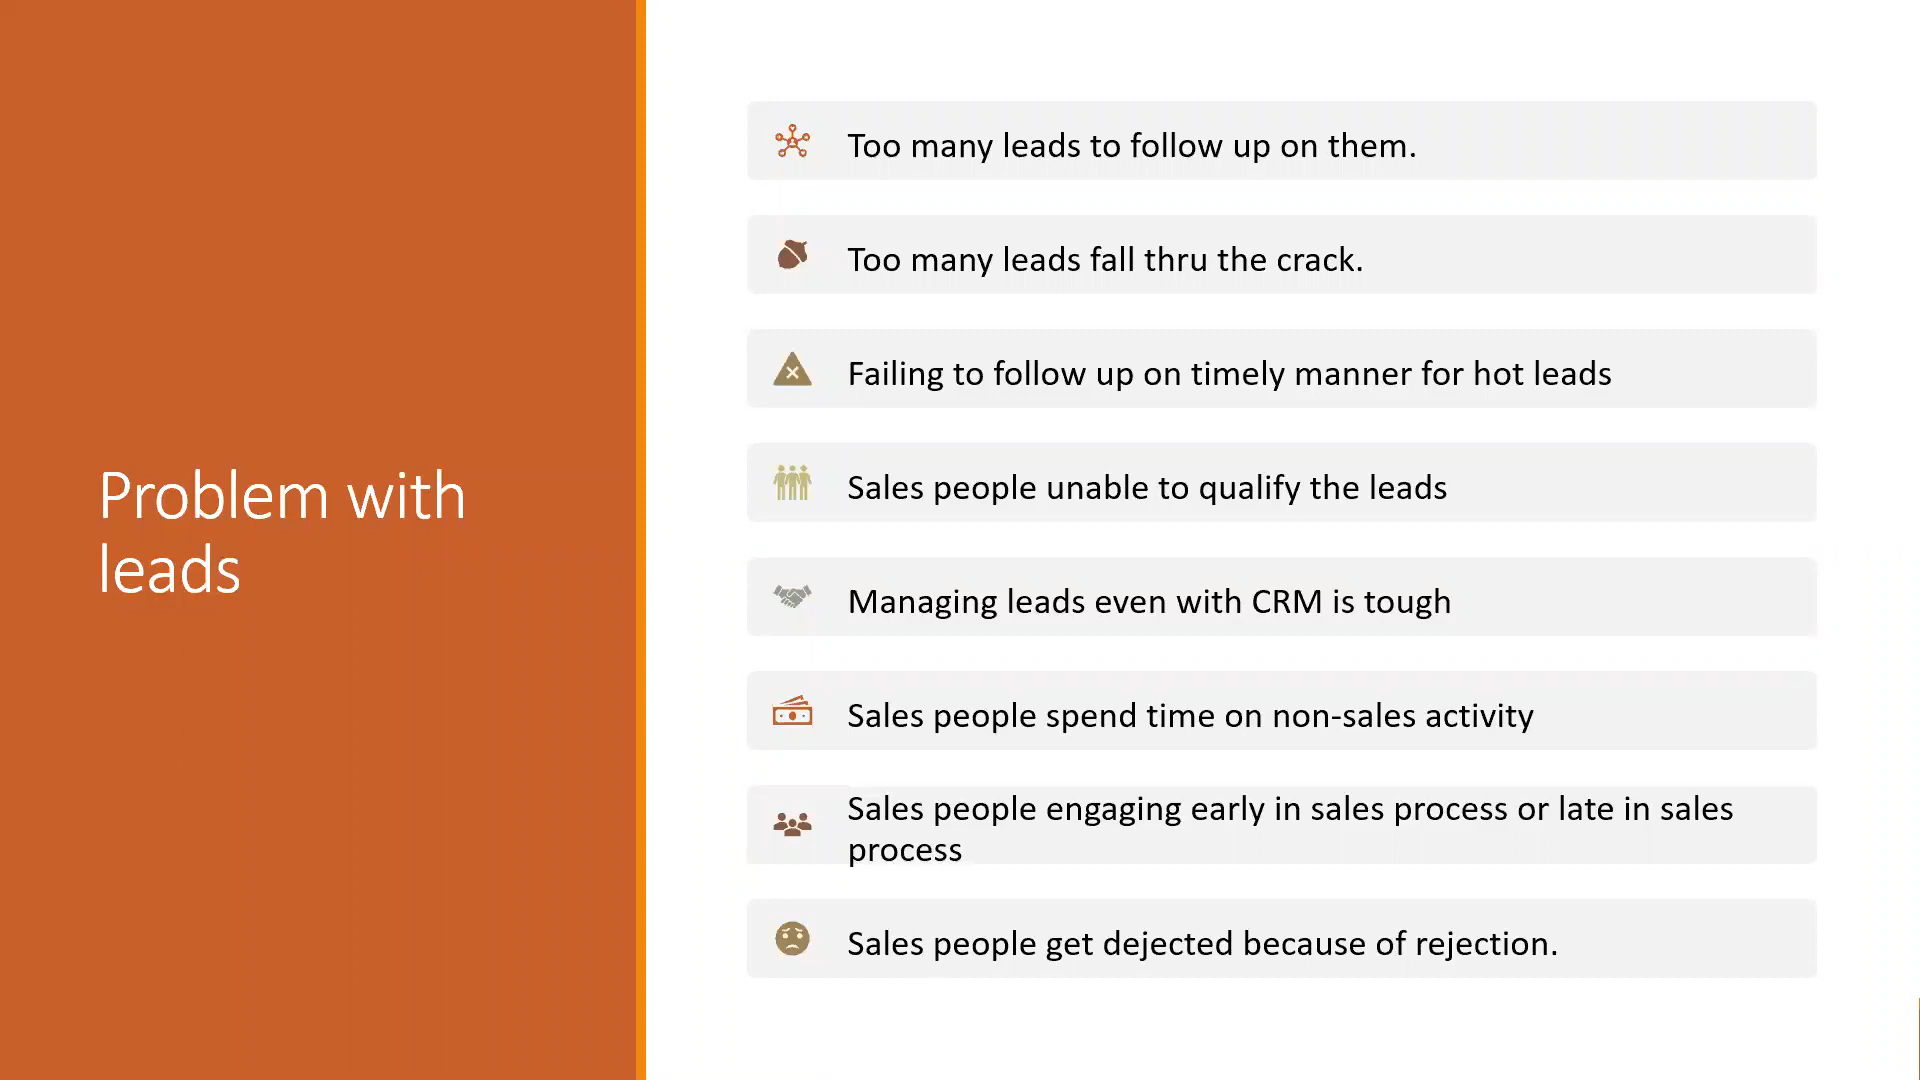 Problem with
leads
Too many leads to follow up on them.
Too many leads fall thru the crack.
Failing to follow up on timely manner for hot leads
Sales people unable to qualify the leads
Managing leads even with CRM is tough
Sales people spend time on non-sales activity
Sales people engaging early in sales process or late in sales
process
Sales people get dejected because of rejection.